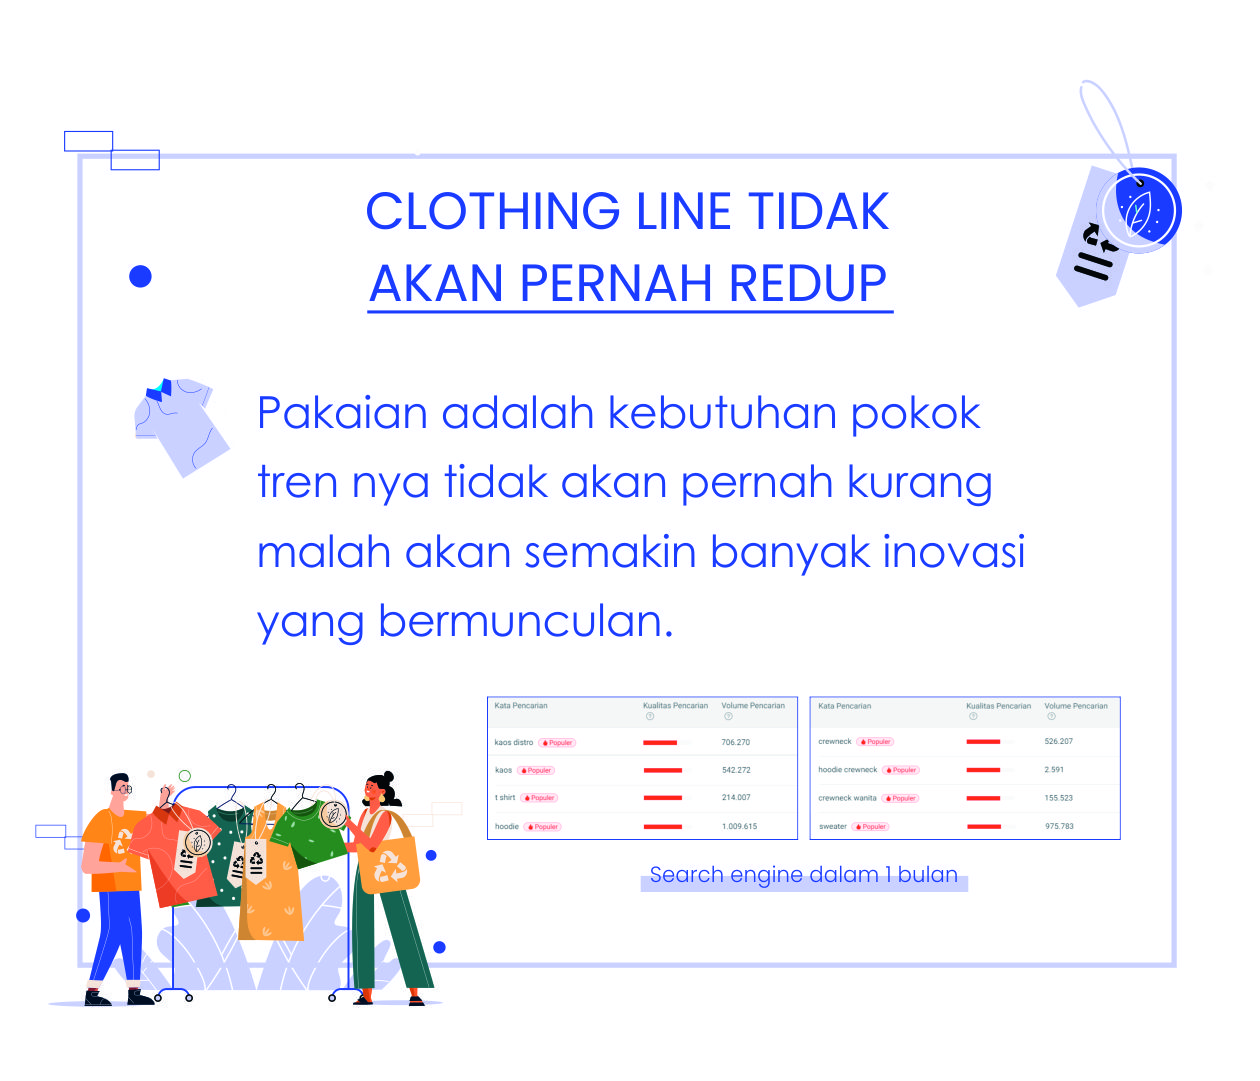 CLOTHING LINE TIDAK
AKAN PERNAH REDUP
Pakaian adalah kebutuhan pokok
tren nya tidak akan pernah kurang
malah akan semakin banyak inovasi
yang bermunculan.
Kata Pencarian Kualitas Pencarian Volume Pencarian
kaos distro Populer 706.270
kaos Populer 542.272
t shirt Populer 214.007
hoodie Populer 1.009.615
Kata Pencarian Kualitas Pencarian Volume Pencarian
crewneck Populer 526.207
hoodie crewneck Populer 2.591
crewneck wanita Populer 155.523
sweater Populer 975.783
Search engine dalam 1 bulan